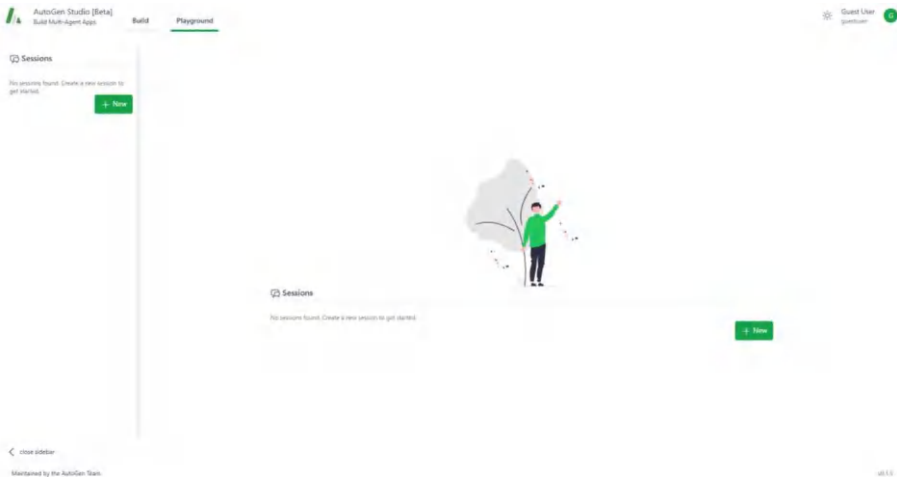 AutoGen Studio [Beta]
Build Multi-Agent Apps
Build
Playground
Guest User
guestuser
G
Sessions
No sessions found. Create a new session to
get started.
+ New
Sessions
No sessions found. Create a new session to get started.
+ New
close sidebar
Maintained by the AutoGen Team.